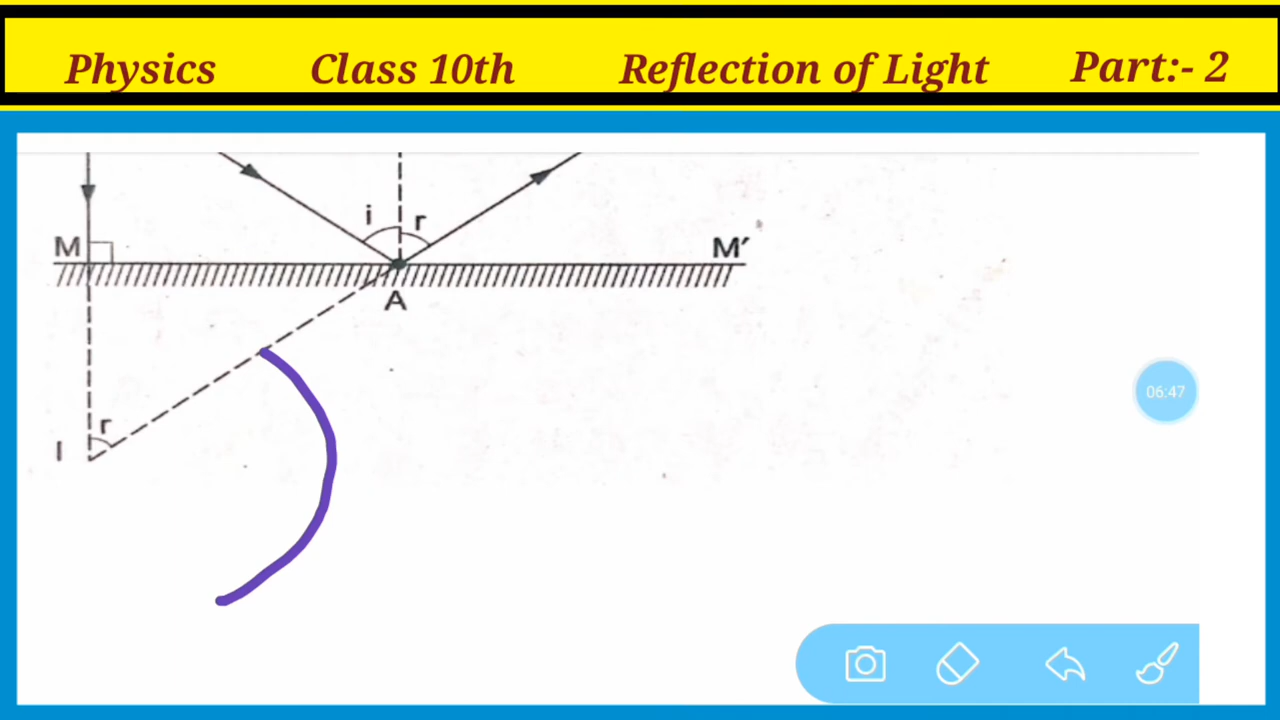 Physics Class 10th Reflection of Light Part:- 2
i r
M M′
A
06:47
r
I